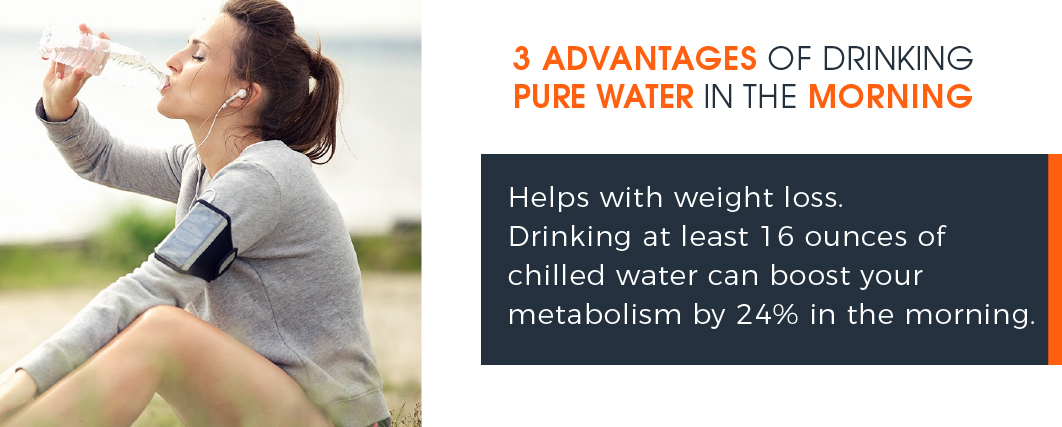 3 ADVANTAGES OF DRINKING
PURE WATER IN THE MORNING
Helps with weight loss.
Drinking at least 16 ounces of
chilled water can boost your
metabolism by 24% in the morning.